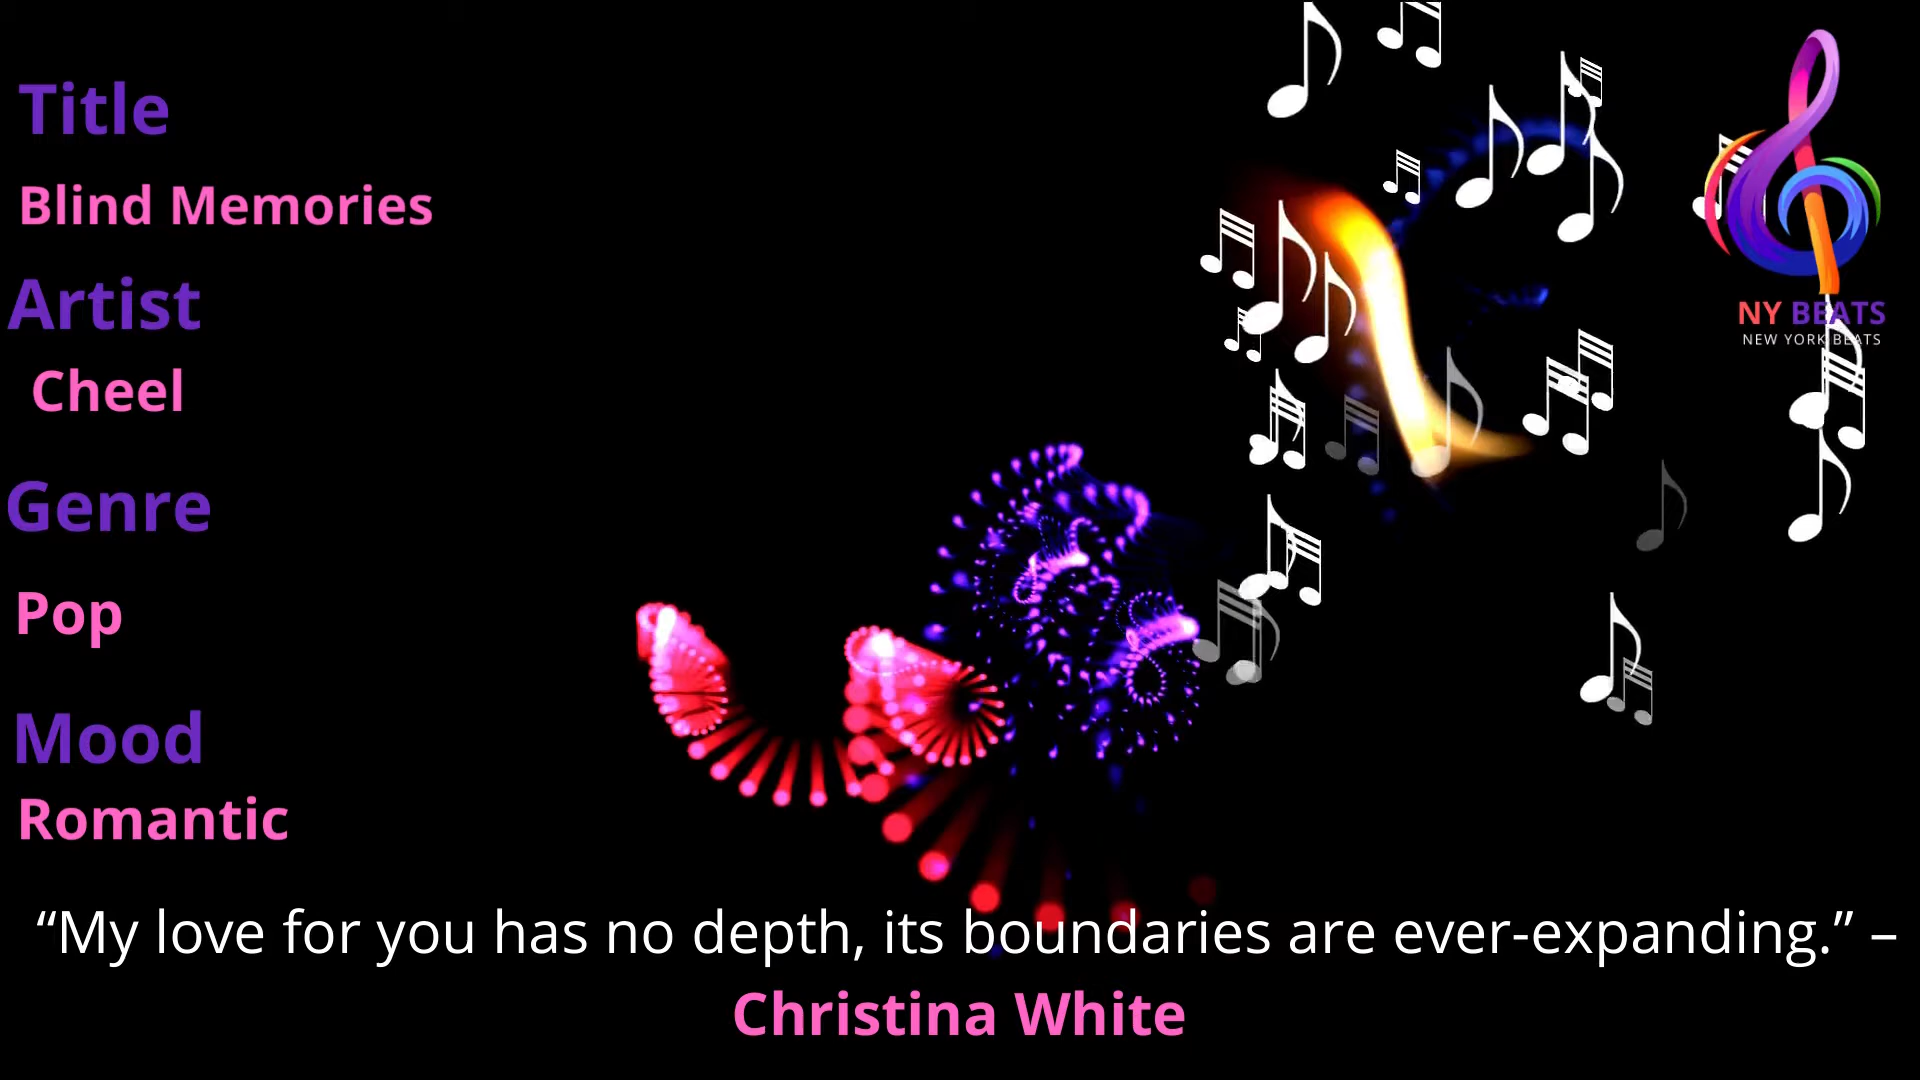 Title
Blind Memories
Artist
Cheel
Genre
Pop
Mood
Romantic
NY BEATS
NEW YORK BEATS
“My love for you has no depth, its boundaries are ever-expanding.” –
Christina White